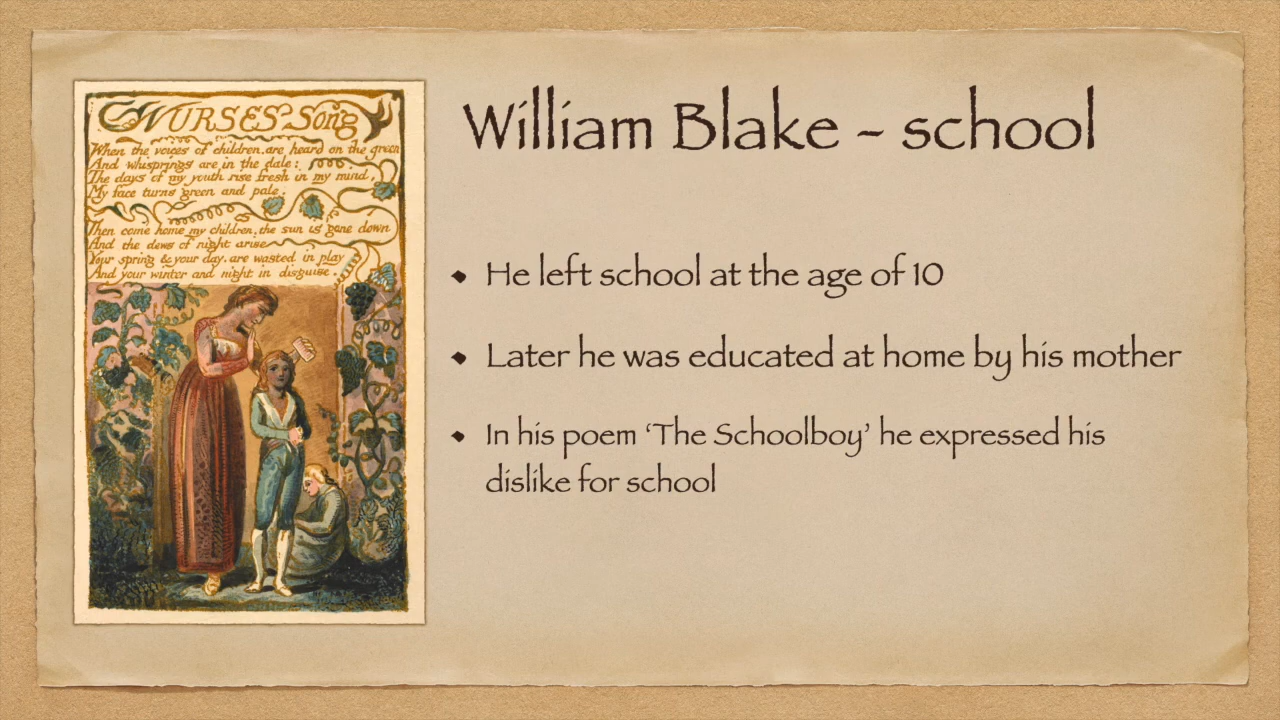 NURSES Song
When the voices of children, are heard on the green
And whisprings are in the dale:
The days of my youth rise fresh in my mind,
My face turns green and pale.
Then come home my children, the sun is gone down
And the dews of night arise
Your spring & your day, are wasted in play
And your winter and night in disguise.
William Blake – school
• He left school at the age of 10
• Later he was educated at home by his mother
• In his poem ‘The Schoolboy’ he expressed his
dislike for school